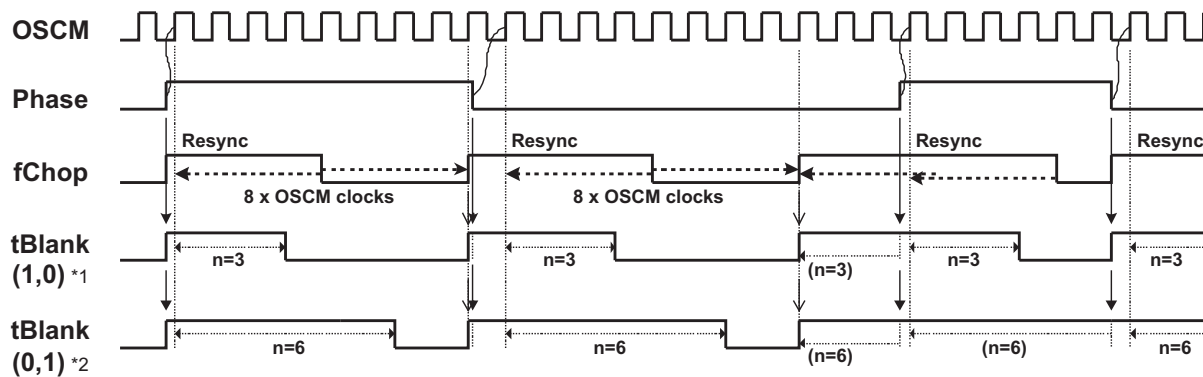 OSCM
Phase
Resync Resync Resync Resync
fChop
8 x OSCM clocks 8 x OSCM clocks
tBlank
(1,0) *1
n=3 n=3 (n=3) n=3 n=3
tBlank
(0,1) *2
n=6 n=6 (n=6) (n=6) n=6